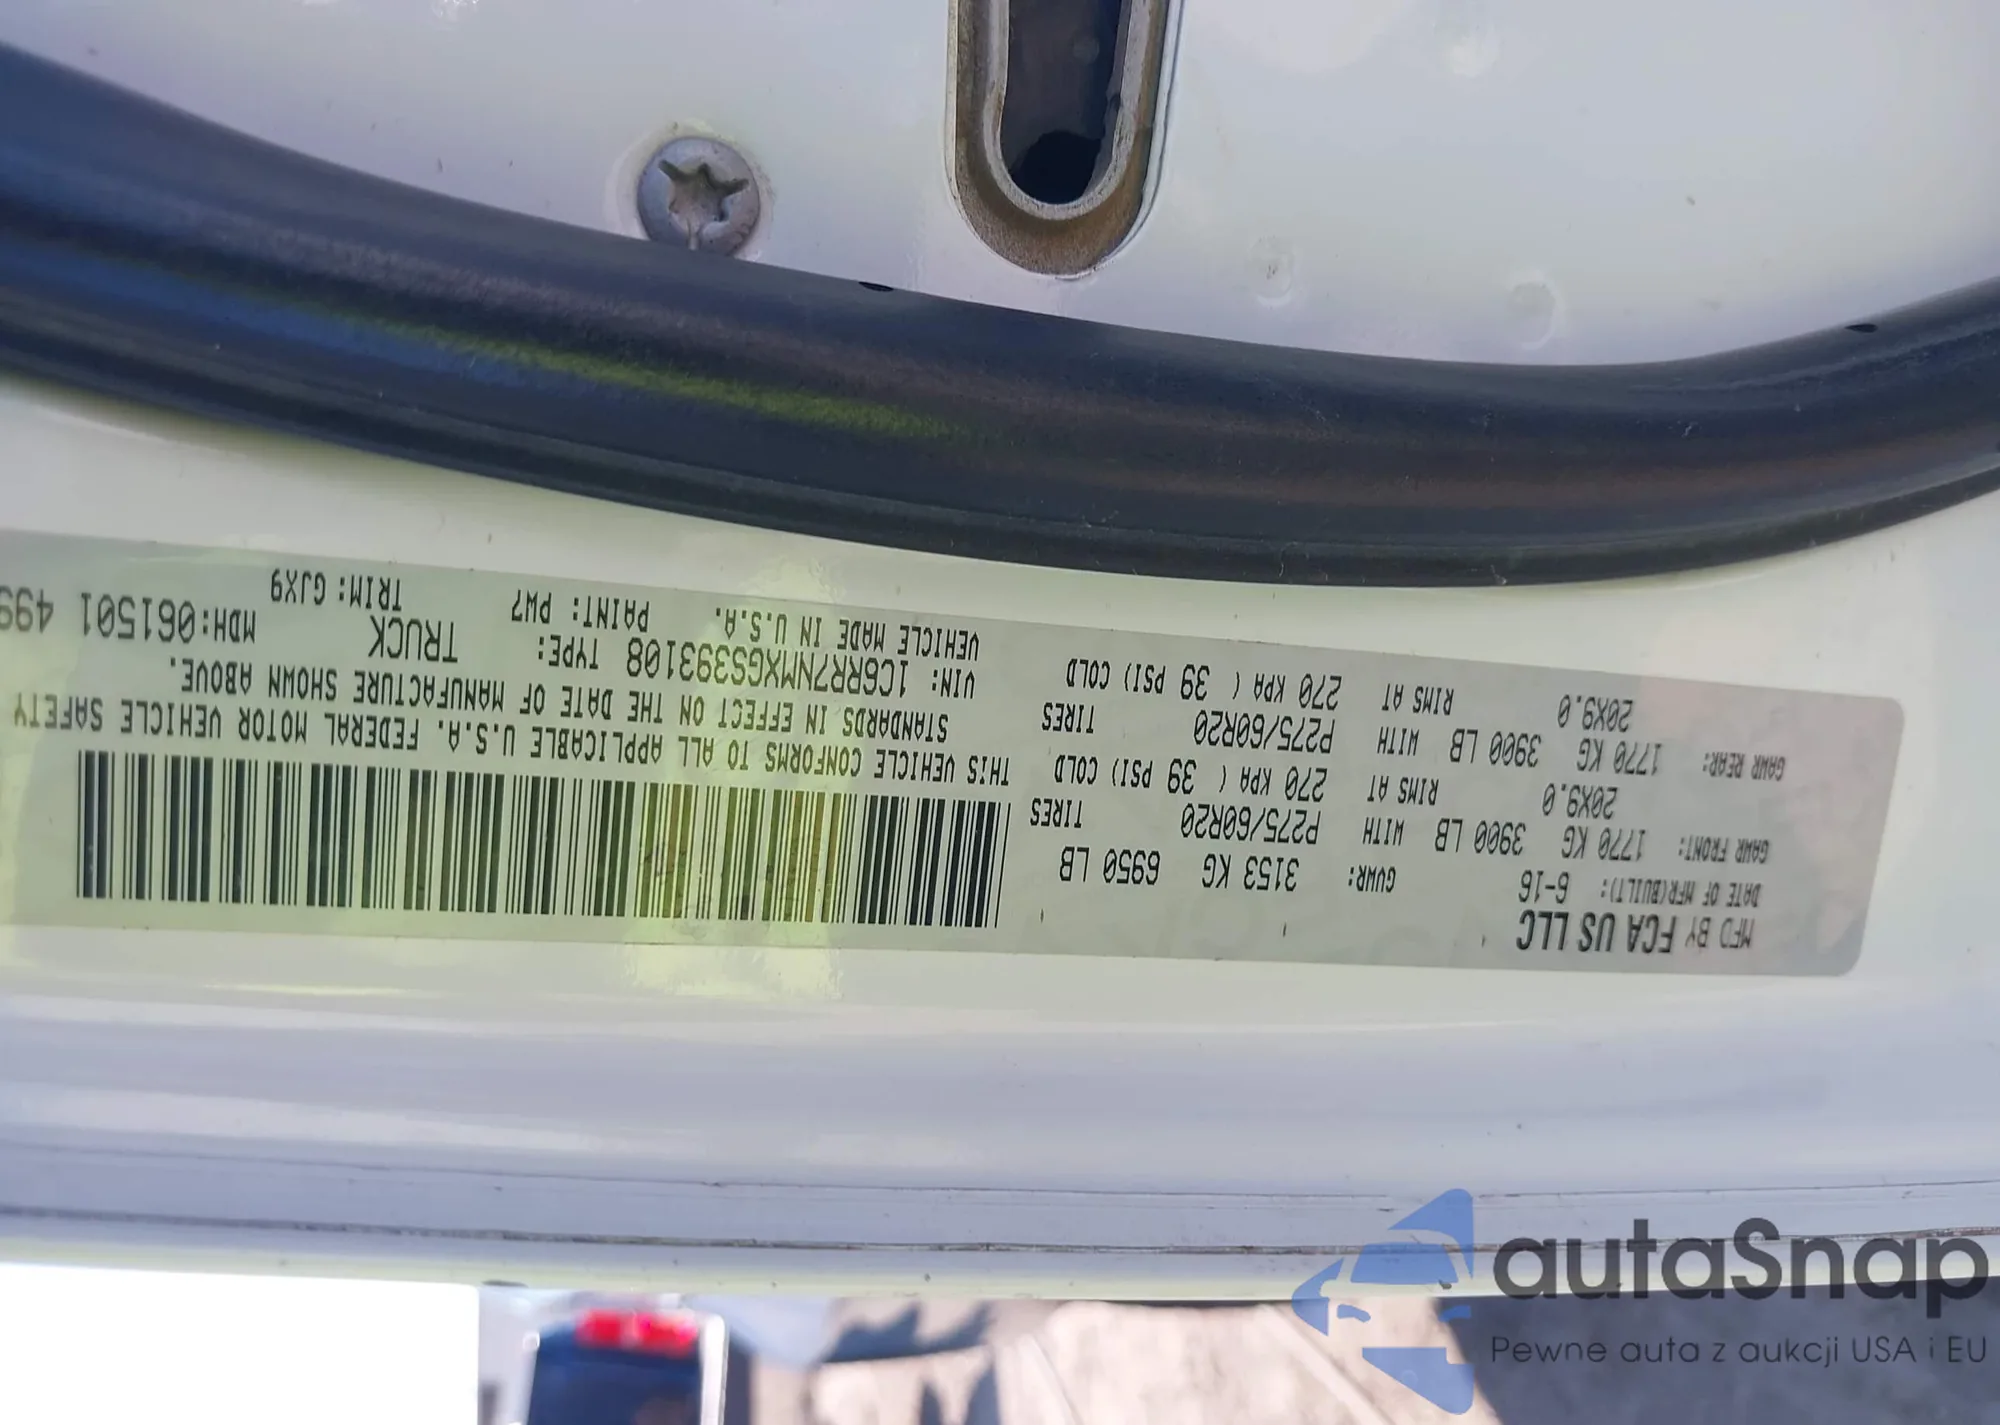 MFD BY FCA US LLC
DATE OF MFR(BUILT): 6-16 GVWR: 3153 KG 6950 LB
GAWR FRONT: 1770 KG 3900 LB WITH P275/60R20 TIRES
20X9.0 RIMS AT 270 KPA ( 39 PSI) COLD
GAWR REAR: 1770 KG 3900 LB WITH P275/60R20 TIRES
20X9.0 RIMS AT 270 KPA ( 39 PSI) COLD
THIS VEHICLE CONFORMS TO ALL APPLICABLE U.S.A. FEDERAL MOTOR VEHICLE SAFETY
STANDARDS IN EFFECT ON THE DATE OF MANUFACTURE SHOWN ABOVE.
VIN: 1C6RR7NMXGS393108 TYPE: TRUCK MDH:061501 499
VEHICLE MADE IN U.S.A. PAINT: PW7 TRIM: GJX9
autaSnap
Pewne auta z aukcji USA i EU